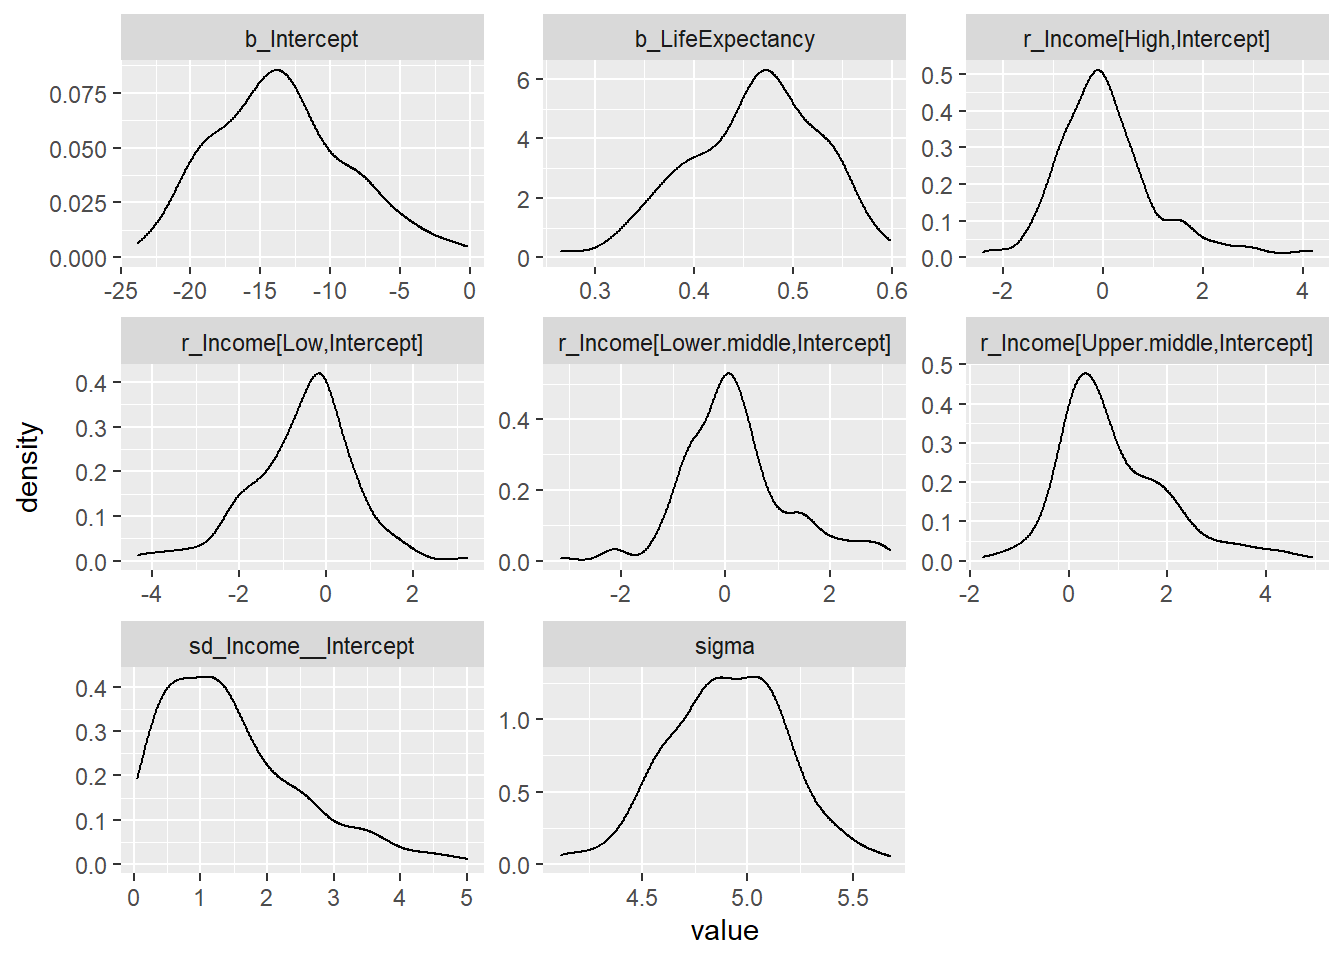 b_Intercept
b_LifeExpectancy
r_Income[High,Intercept]
0.075
0.050
0.025
0.000
-25 -20 -15 -10 -5 0
6
4
2
0
0.3 0.4 0.5 0.6
0.5
0.4
0.3
0.2
0.1
0.0
-2 0 2 4
r_Income[Low,Intercept]
r_Income[Lower.middle,Intercept]
r_Income[Upper.middle,Intercept]
0.4
0.3
0.2
0.1
0.0
-4 -2 0 2
0.4
0.2
0.0
-2 0 2
0.5
0.4
0.3
0.2
0.1
0.0
-2 0 2 4
density
sd_Income__Intercept
sigma
0.4
0.3
0.2
0.1
0.0
0 1 2 3 4 5
1.0
0.5
0.0
4.5 5.0 5.5
value